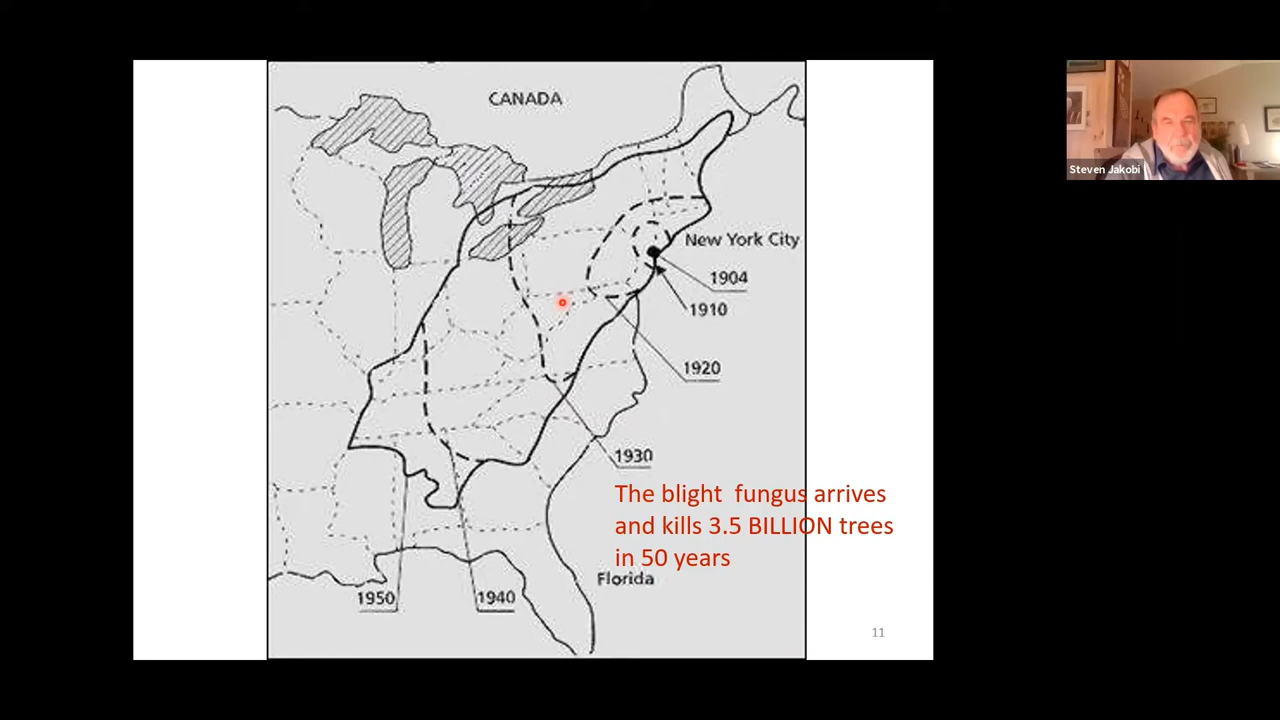 CANADA
Steven Jakobi
New York City
1904
1910
1920
1930
The blight fungus arrives
and kills 3.5 BILLION trees
in 50 years
Florida
1950
1940
11